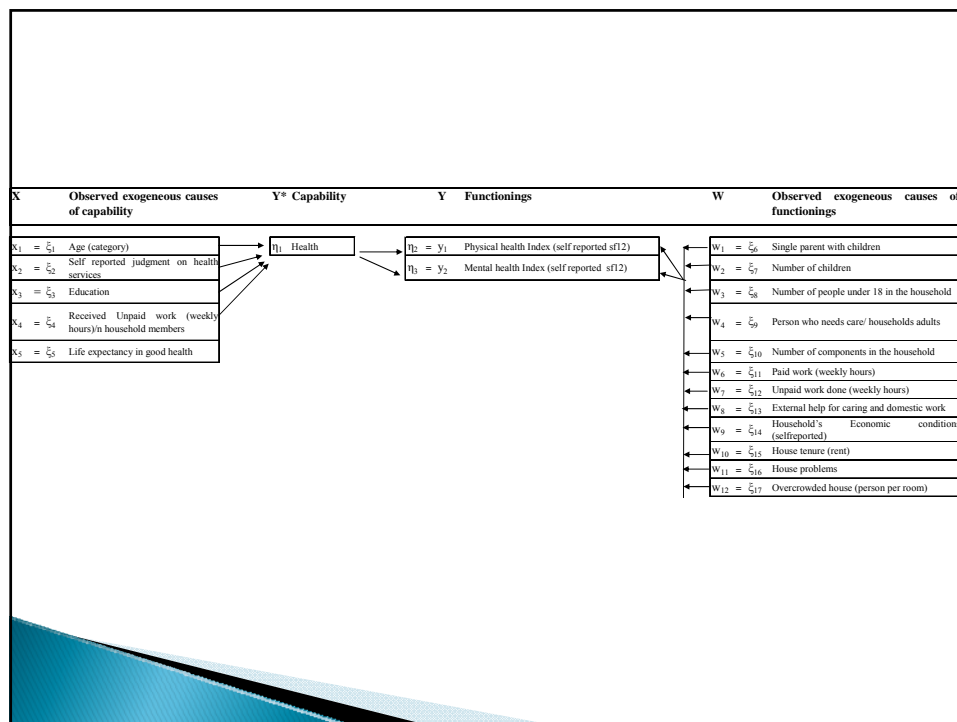 X Observed exogeneous causes of capability Y* Capability Y Functionings W Observed exogeneous causes of functionings
x₁ = ξ₁ Age (category) η₁ Health η₂ = y₁ Physical health Index (self reported sf12) w₁ = ξ₆ Single parent with children
x₂ = ξ₂ Self reported judgment on health services η₃ = y₂ Mental health Index (self reported sf12) w₂ = ξ₇ Number of children
x₃ = ξ₃ Education w₃ = ξ₈ Number of people under 18 in the household
x₄ = ξ₄ Received Unpaid work (weekly hours)/n household members w₄ = ξ₉ Person who needs care/ households adults
x₅ = ξ₅ Life expectancy in good health w₅ = ξ₁₀ Number of components in the household
w₆ = ξ₁₁ Paid work (weekly hours)
w₇ = ξ₁₂ Unpaid work done (weekly hours)
w₈ = ξ₁₃ External help for caring and domestic work
w₉ = ξ₁₄ Household's Economic conditions (selfreported)
w₁₀ = ξ₁₅ House tenure (rent)
w₁₁ = ξ₁₆ House problems
w₁₂ = ξ₁₇ Overcrowded house (person per room)